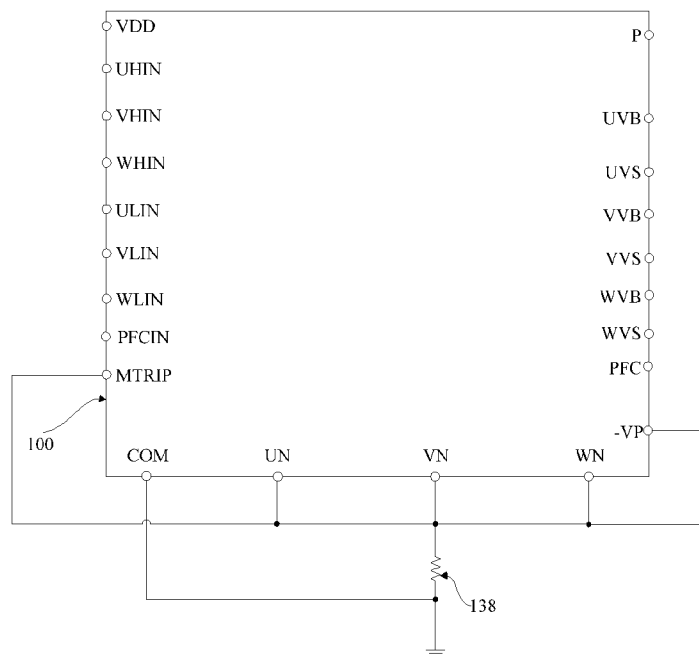 VDD
UHIN
VHIN
WHIN
ULIN
VLIN
WLIN
PFCIN
MTRIP
P
UVB
UVS
VVB
VVS
WVB
WVS
PFC
-VP
100
COM
UN
VN
WN
138